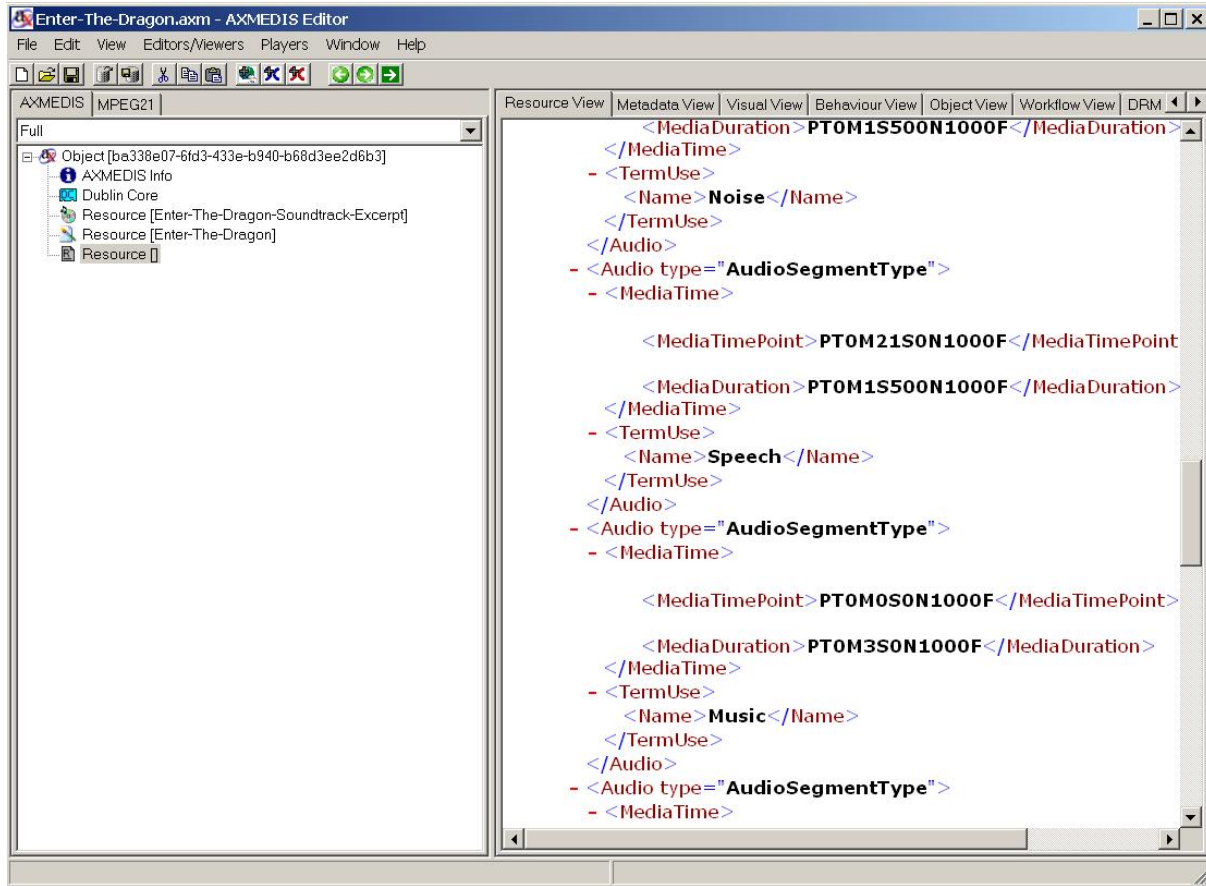 Enter-The-Dragon.axm - AXMEDIS Editor
File Edit View Editors/Viewers Players Window Help
AXMEDIS MPEG21
Full
Object [ba338e07-6fd3-433e-b940-b68d3ee2d6b3]
AXMEDIS Info
Dublin Core
Resource [Enter-The-Dragon-Soundtrack-Excerpt]
Resource [Enter-The-Dragon]
Resource []
Resource View Metadata View Visual View Behaviour View Object View Workflow View DRM
<MediaDuration>PT0M1S500N1000F</MediaDuration>
</MediaTime>
- <TermUse>
<Name>Noise</Name>
</TermUse>
</Audio>
- <Audio type="AudioSegmentType">
- <MediaTime>
<MediaTimePoint>PT0M21S0N1000F</MediaTimePoint
<MediaDuration>PT0M1S500N1000F</MediaDuration>
</MediaTime>
- <TermUse>
<Name>Speech</Name>
</TermUse>
</Audio>
- <Audio type="AudioSegmentType">
- <MediaTime>
<MediaTimePoint>PT0M0S0N1000F</MediaTimePoint>
<MediaDuration>PT0M3S0N1000F</MediaDuration>
</MediaTime>
- <TermUse>
<Name>Music</Name>
</TermUse>
</Audio>
- <Audio type="AudioSegmentType">
- <MediaTime>